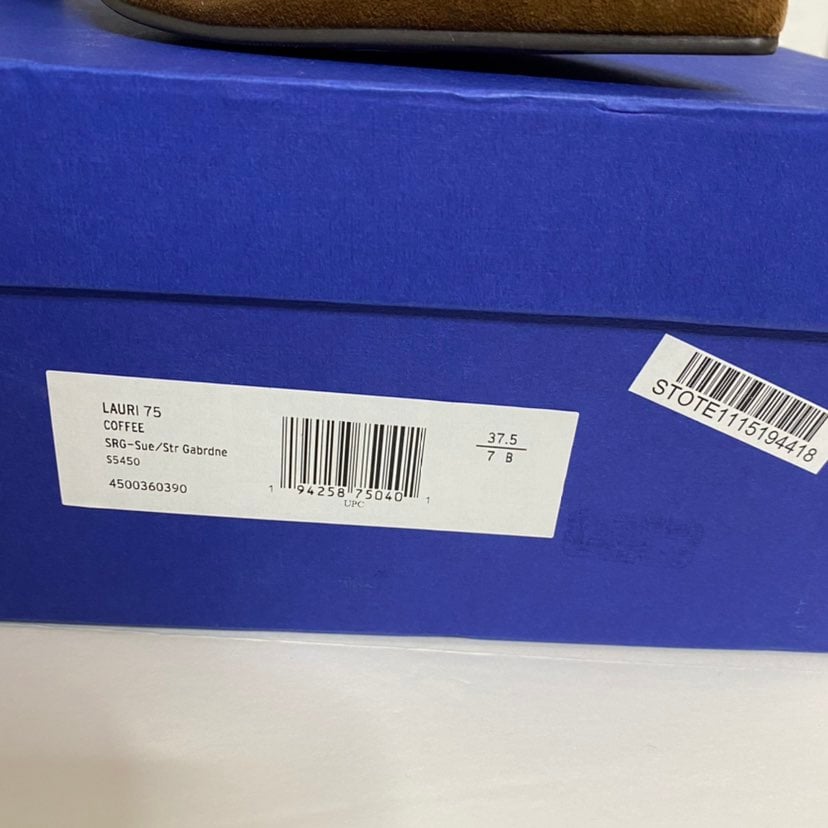 LAURI 75
COFFEE
SRG-Sue/Str Gabrdne
S5450
4500360390
1 94258 75040 1
UPC
37.5
7 B
STOTE1115194418